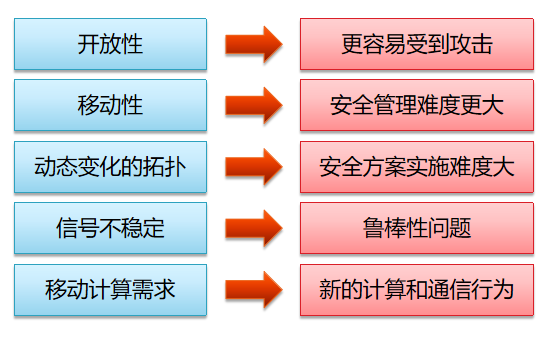 开放性
更容易受到攻击
移动性
安全管理难度更大
动态变化的拓扑
安全方案实施难度大
信号不稳定
鲁棒性问题
移动计算需求
新的计算和通信行为